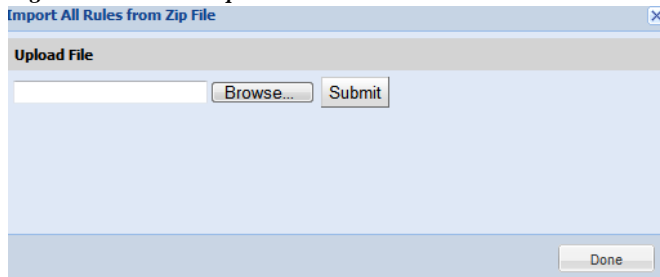 Import All Rules from Zip File
Upload File
Browse... Submit
Done